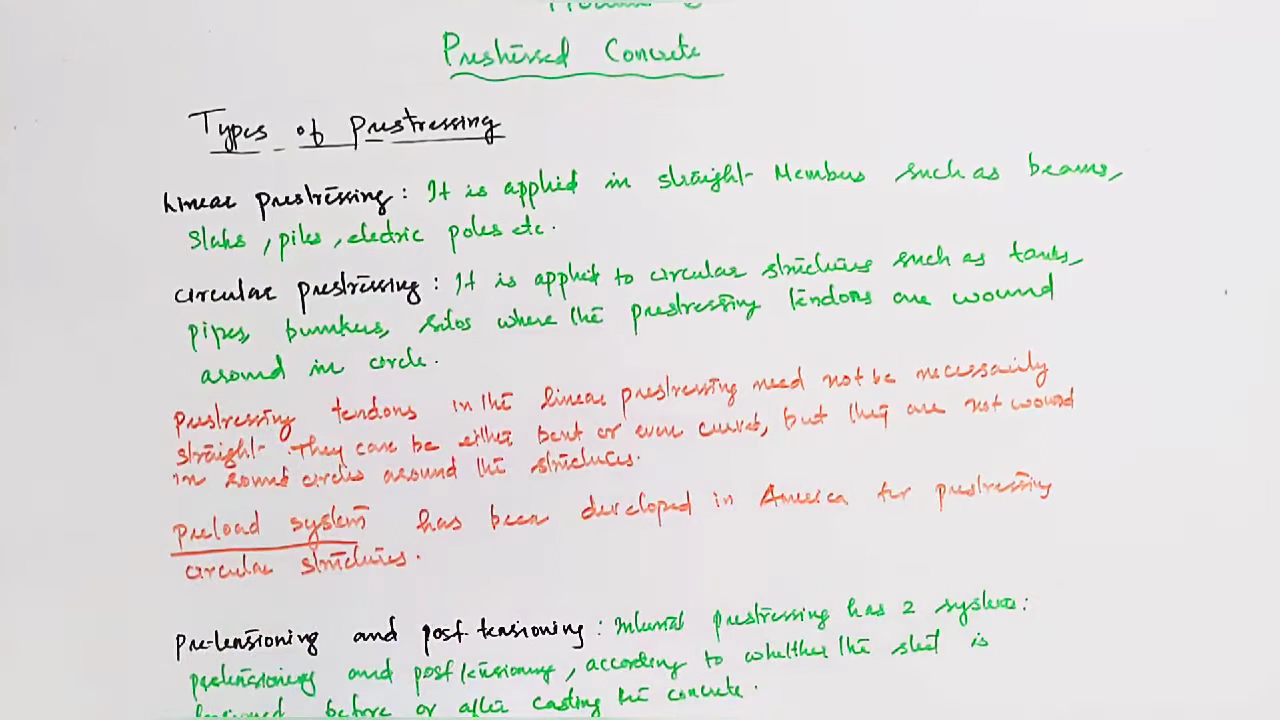 Prestressed Concrete
Types of Prestressing
Linear prestressing : It is applied in straight Members such as beams,
Slabs, piles, electric poles etc.
circular prestressing : It is applied to circular structures such as tanks,
pipes, bunkers, silos where the prestressing tendons are wound
around in circle.
Prestressing tendons in the linear prestressing need not be necessarily
straight. They can be either bent or even curved, but they are not wound
in round circles around the structures.
Preload system has been developed in America for prestressing
circular structures.
Pre-tensioning and post-tensioning : Internal prestressing has 2 systems:
pretensioning and post tensioning, according to whether the steel is
tensioned before or after casting the concrete.